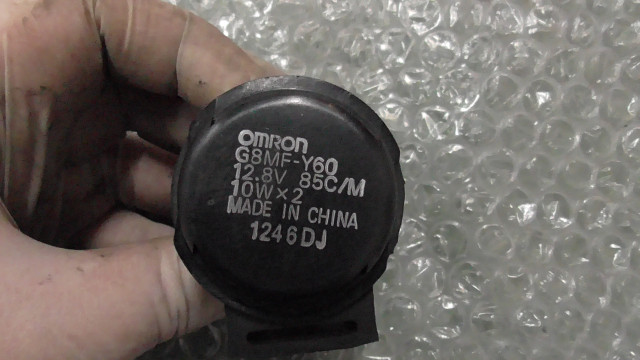 omron
G8MF-Y60
12.8V 85C/M
10W×2
MADE IN CHINA
1246DJ